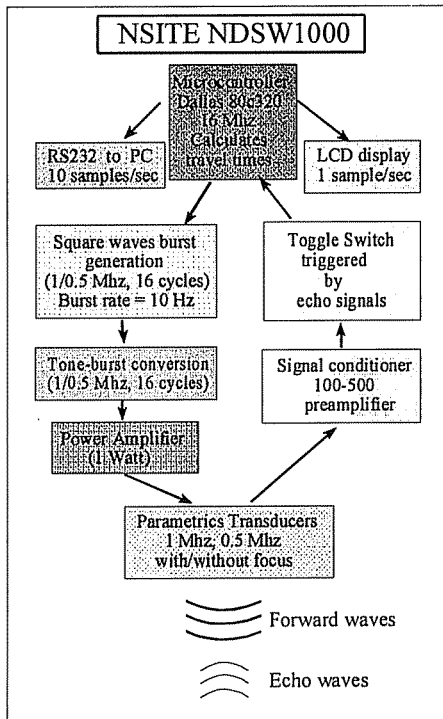 NSITE NDSW1000
Microcontroller
Dallas 80c320
16 Mhz
Calculates
travel times
RS232 to PC
10 samples/sec
LCD display
1 sample/sec
Square waves burst
generation
(1/0.5 Mhz, 16 cycles)
Burst rate = 10 Hz
Toggle Switch
triggered
by
echo signals
Tone-burst conversion
(1/0.5 Mhz, 16 cycles)
Signal conditioner
100-500
preamplifier
Power Amplifier
(1 Watt)
Parametrics Transducers
1 Mhz, 0.5 Mhz
with/without focus
Forward waves
Echo waves